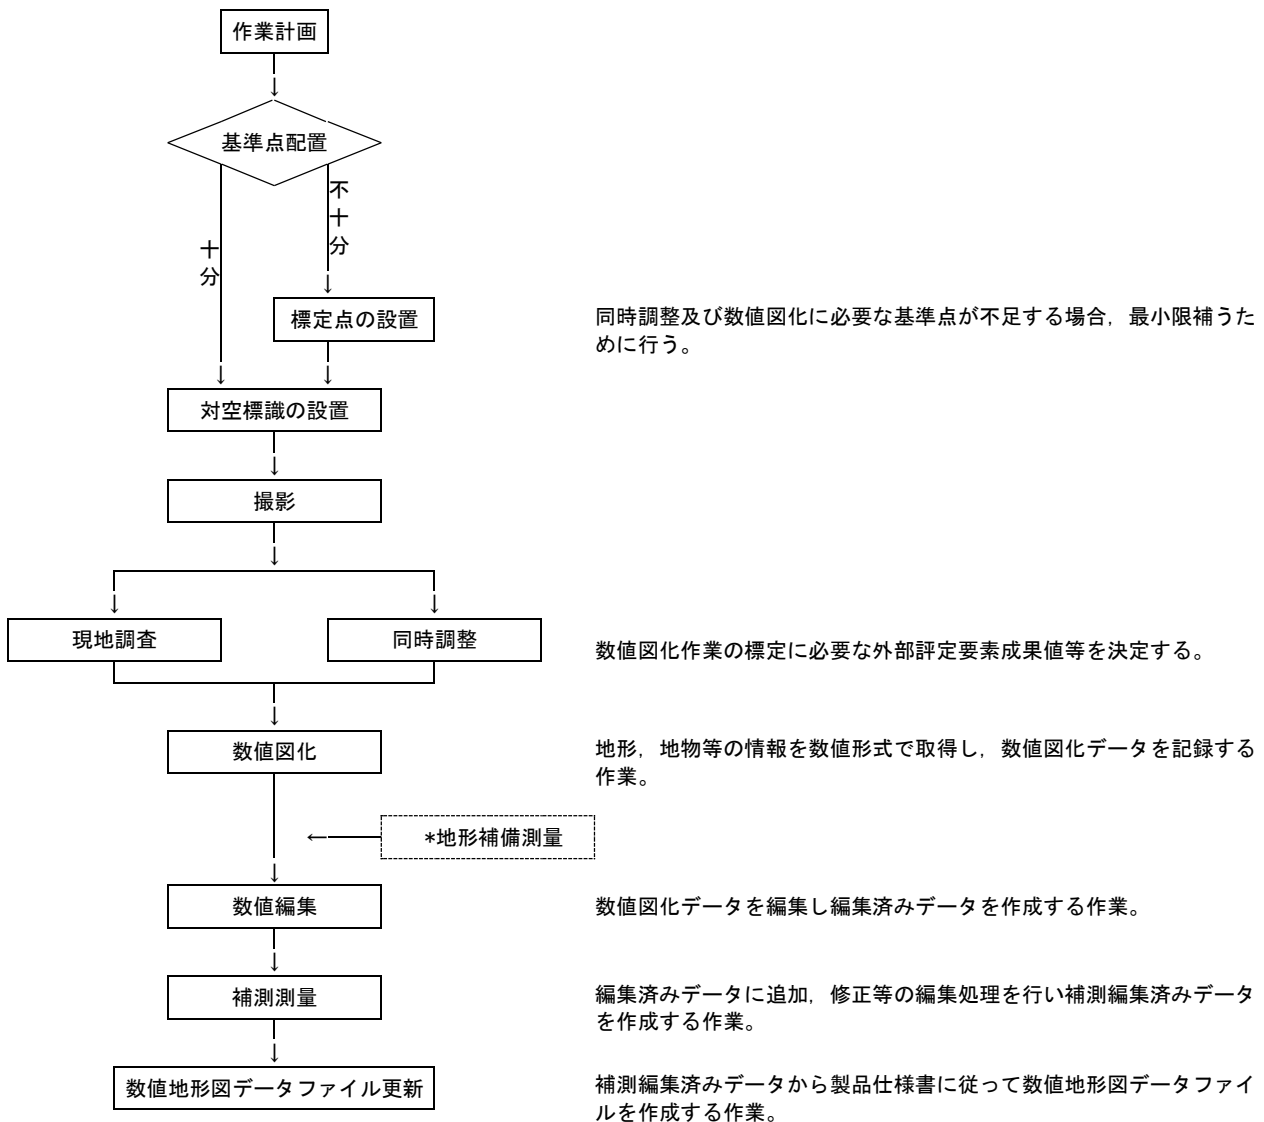 作業計画
基準点配置
不十分
十分
標定点の設置
同時調整及び数値図化に必要な基準点が不足する場合，最小限補うた
めに行う。
対空標識の設置
撮影
現地調査
同時調整
数値図化作業の標定に必要な外部評定要素成果値等を決定する。
数値図化
地形，地物等の情報を数値形式で取得し，数値図化データを記録する
作業。
*地形補備測量
数値編集
数値図化データを編集し編集済みデータを作成する作業。
補測測量
編集済みデータに追加，修正等の編集処理を行い補測編集済みデータ
を作成する作業。
数値地形図データファイル更新
補測編集済みデータから製品仕様書に従って数値地形図データファイ
ルを作成する作業。